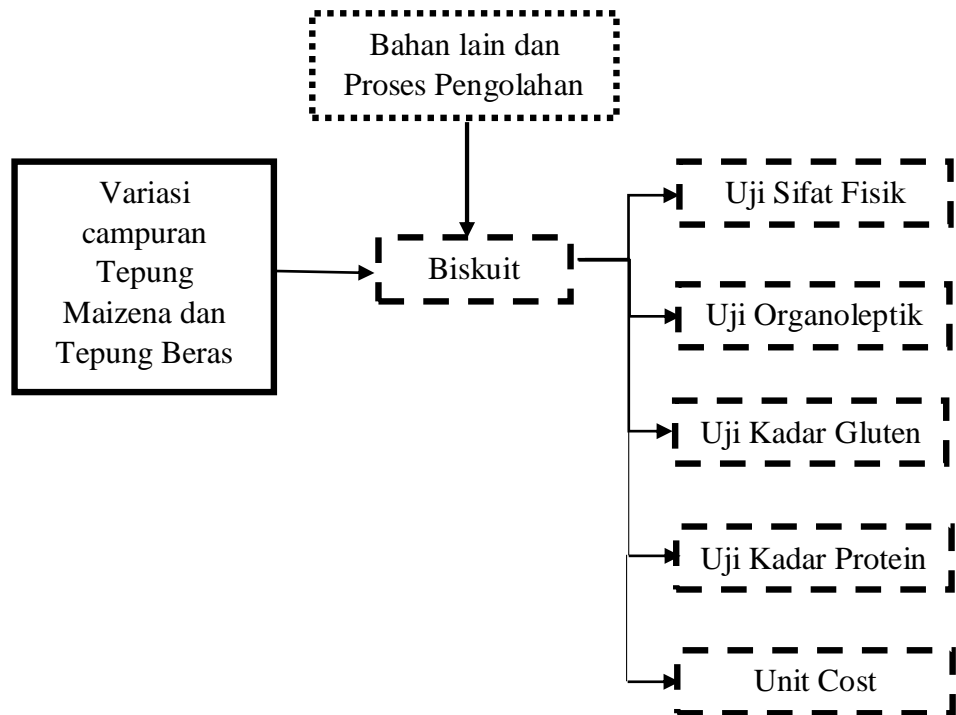 Bahan lain dan
Proses Pengolahan
Variasi
campuran
Tepung
Maizena dan
Tepung Beras
Biskuit
Uji Sifat Fisik
Uji Organoleptik
Uji Kadar Gluten
Uji Kadar Protein
Unit Cost